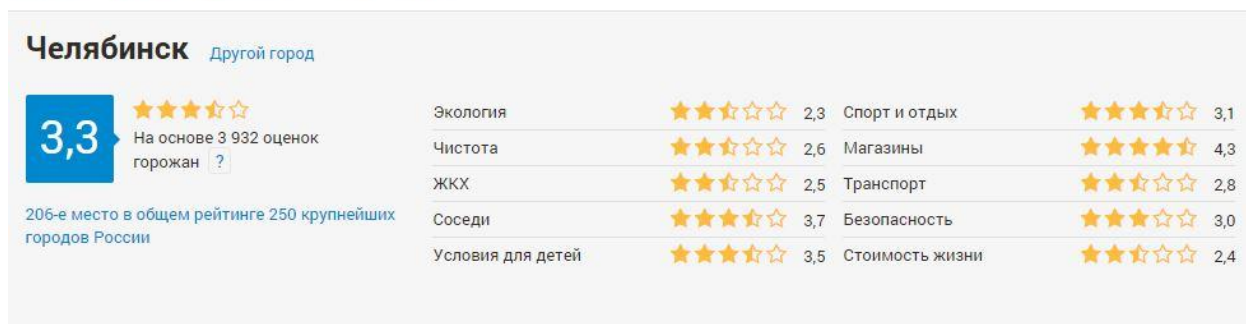 Челябинск Другой город
3,3
На основе 3 932 оценок
горожан ?
206-е место в общем рейтинге 250 крупнейших
городов России
Экология 2,3
Чистота 2,6
ЖКХ 2,5
Соседи 3,7
Условия для детей 3,5
Спорт и отдых 3,1
Магазины 4,3
Транспорт 2,8
Безопасность 3,0
Стоимость жизни 2,4